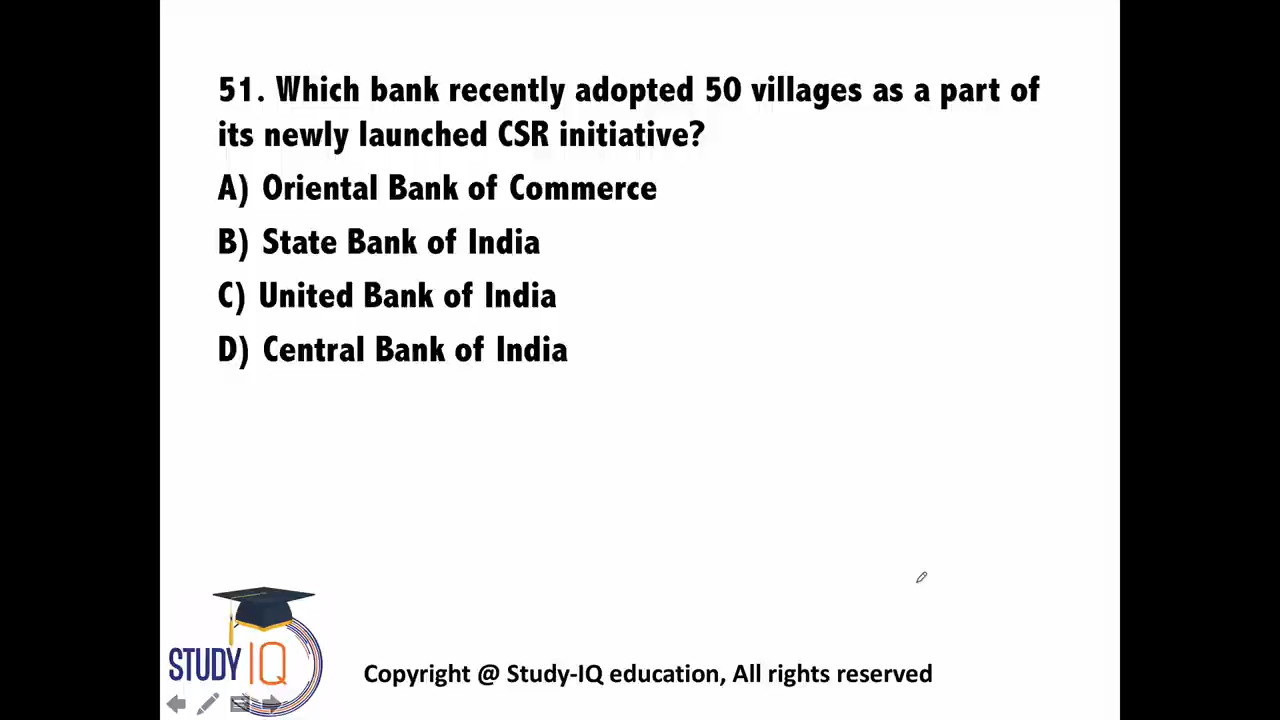 51. Which bank recently adopted 50 villages as a part of
its newly launched CSR initiative?
A) Oriental Bank of Commerce
B) State Bank of India
C) United Bank of India
D) Central Bank of India
STUDY IQ
Copyright @ Study-IQ education, All rights reserved